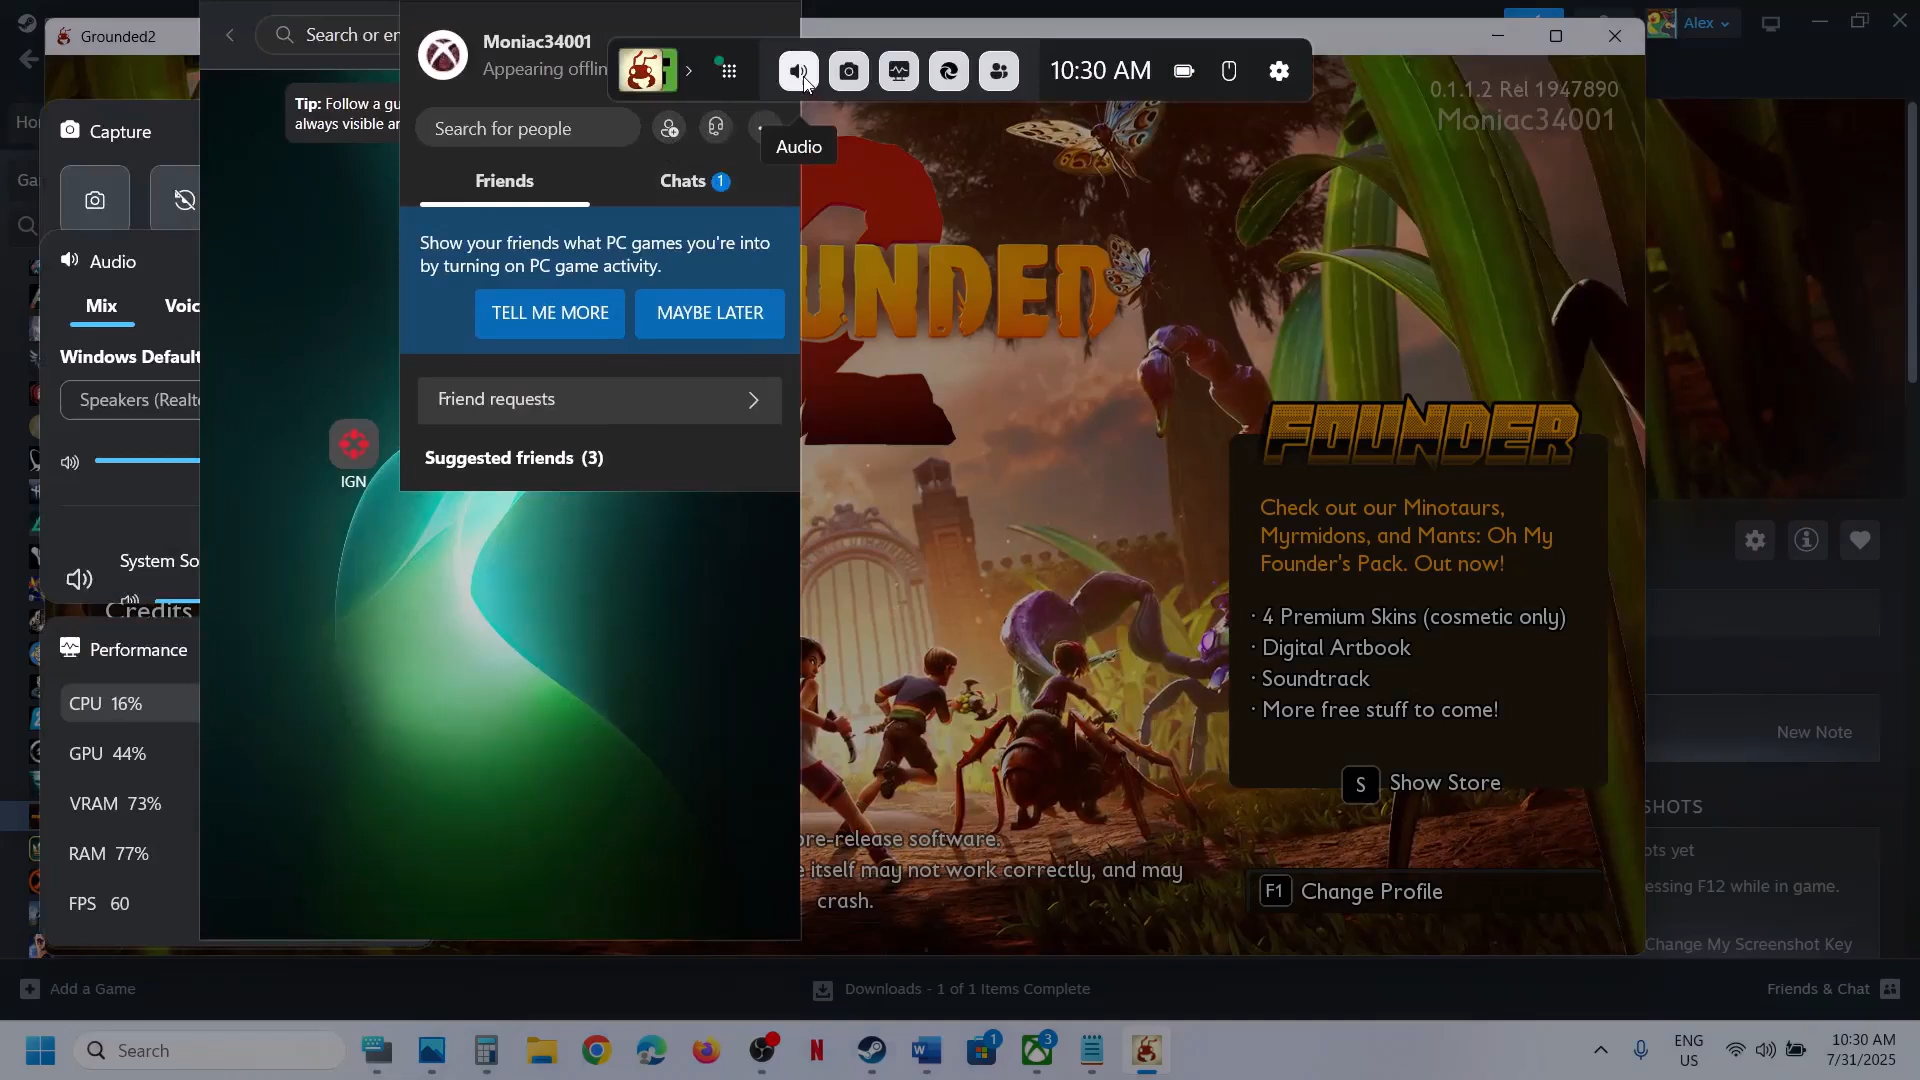 Grounded2
Search or en
Moniac34001
Appearing offlin
10:30 AM
Alex
Audio
0.1.1.2 Rel 1947890
Moniac34001
Tip: Follow a gu
always visible ar
Search for people
Friends
Chats 1
Capture
Show your friends what PC games you're into
by turning on PC game activity.
TELL ME MORE
MAYBE LATER
Audio
Mix
Voic
Windows Default
Speakers (Realte
UNDED
2
Friend requests
Suggested friends (3)
IGN
System So
Credits
Performance
CPU 16%
GPU 44%
VRAM 73%
RAM 77%
FPS 60
FOUNDER
Check out our Minotaurs,
Myrmidons, and Mants: Oh My
Founder's Pack. Out now!
· 4 Premium Skins (cosmetic only)
· Digital Artbook
· Soundtrack
· More free stuff to come!
S Show Store
New Note
pre-release software.
e itself may not work correctly, and may
crash.
F1 Change Profile
SHOTS
ots yet
essing F12 while in game.
Change My Screenshot Key
Add a Game
Downloads - 1 of 1 Items Complete
Friends & Chat
Search
1
3
ENG
US
10:30 AM
7/31/2025